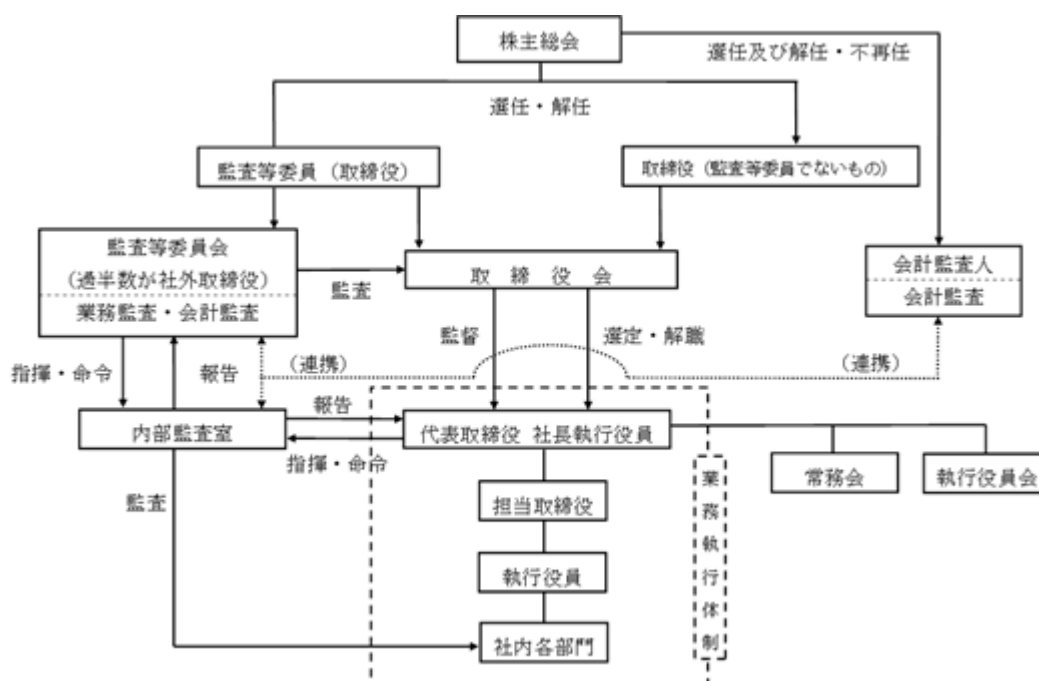 株主総会
選任及び解任・不再任
選任・解任
監査等委員（取締役）
取締役（監査等委員でないもの）
監査等委員会
（過半数が社外取締役）
業務監査・会計監査
監査
取締役会
会計監査人
会計監査
監督
選定・解職
（連携）
（連携）
指揮・命令
報告
内部監査室
報告
指揮・命令
代表取締役 社長執行役員
監査
常務会
執行役員会
担当取締役
執行役員
社内各部門
業務執行体制